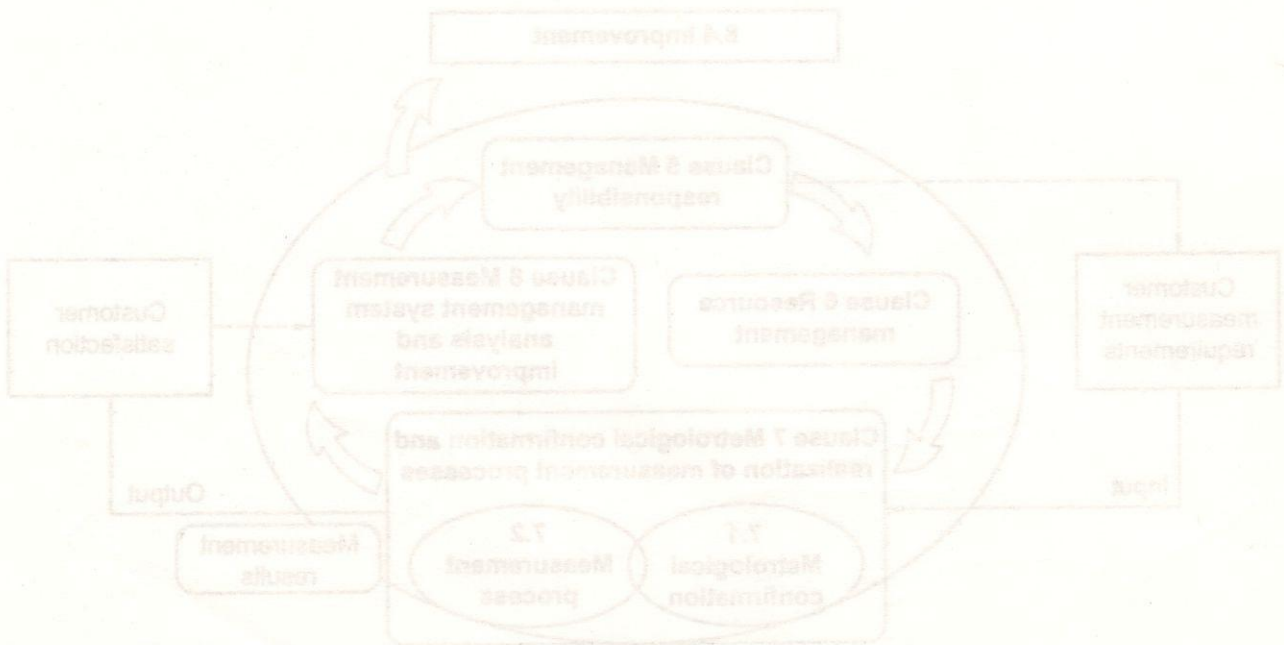 8.4 Improvement
Clause 5 Management
responsibility
Clause 6 Resource
management
Clause 8 Measurement
management system
analysis and
improvement
Customer
measurement
requirements
Customer
satisfaction
Clause 7 Metrological confirmation and
realization of measurement processes
Input
Output
7.1
Metrological
confirmation
7.2
Measurement
process
Measurement
results